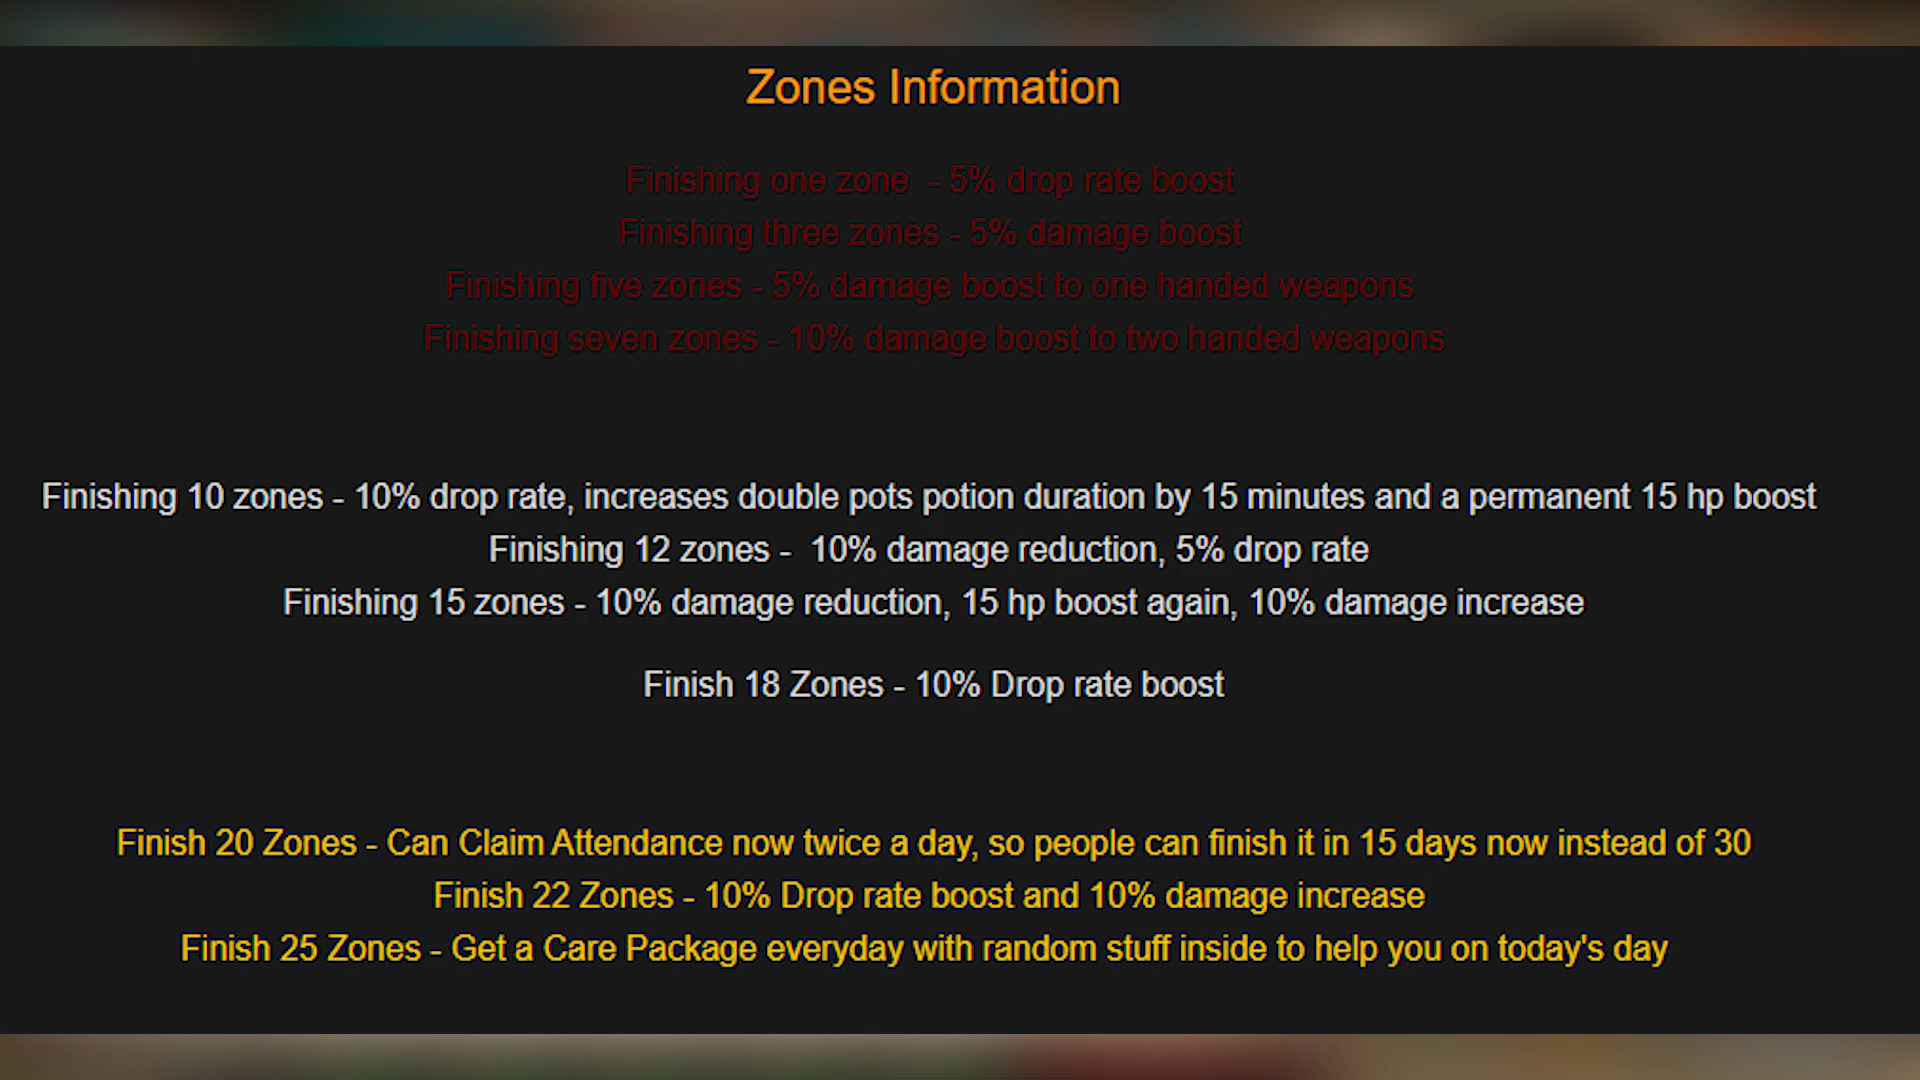 Zones Information
Finishing one zone - 5% drop rate boost
Finishing three zones - 5% damage boost
Finishing five zones - 5% damage boost to one handed weapons
Finishing seven zones - 10% damage boost to two handed weapons
Finishing 10 zones - 10% drop rate, increases double pots potion duration by 15 minutes and a permanent 15 hp boost
Finishing 12 zones - 10% damage reduction, 5% drop rate
Finishing 15 zones - 10% damage reduction, 15 hp boost again, 10% damage increase
Finish 18 Zones - 10% Drop rate boost
Finish 20 Zones - Can Claim Attendance now twice a day, so people can finish it in 15 days now instead of 30
Finish 22 Zones - 10% Drop rate boost and 10% damage increase
Finish 25 Zones - Get a Care Package everyday with random stuff inside to help you on today's day